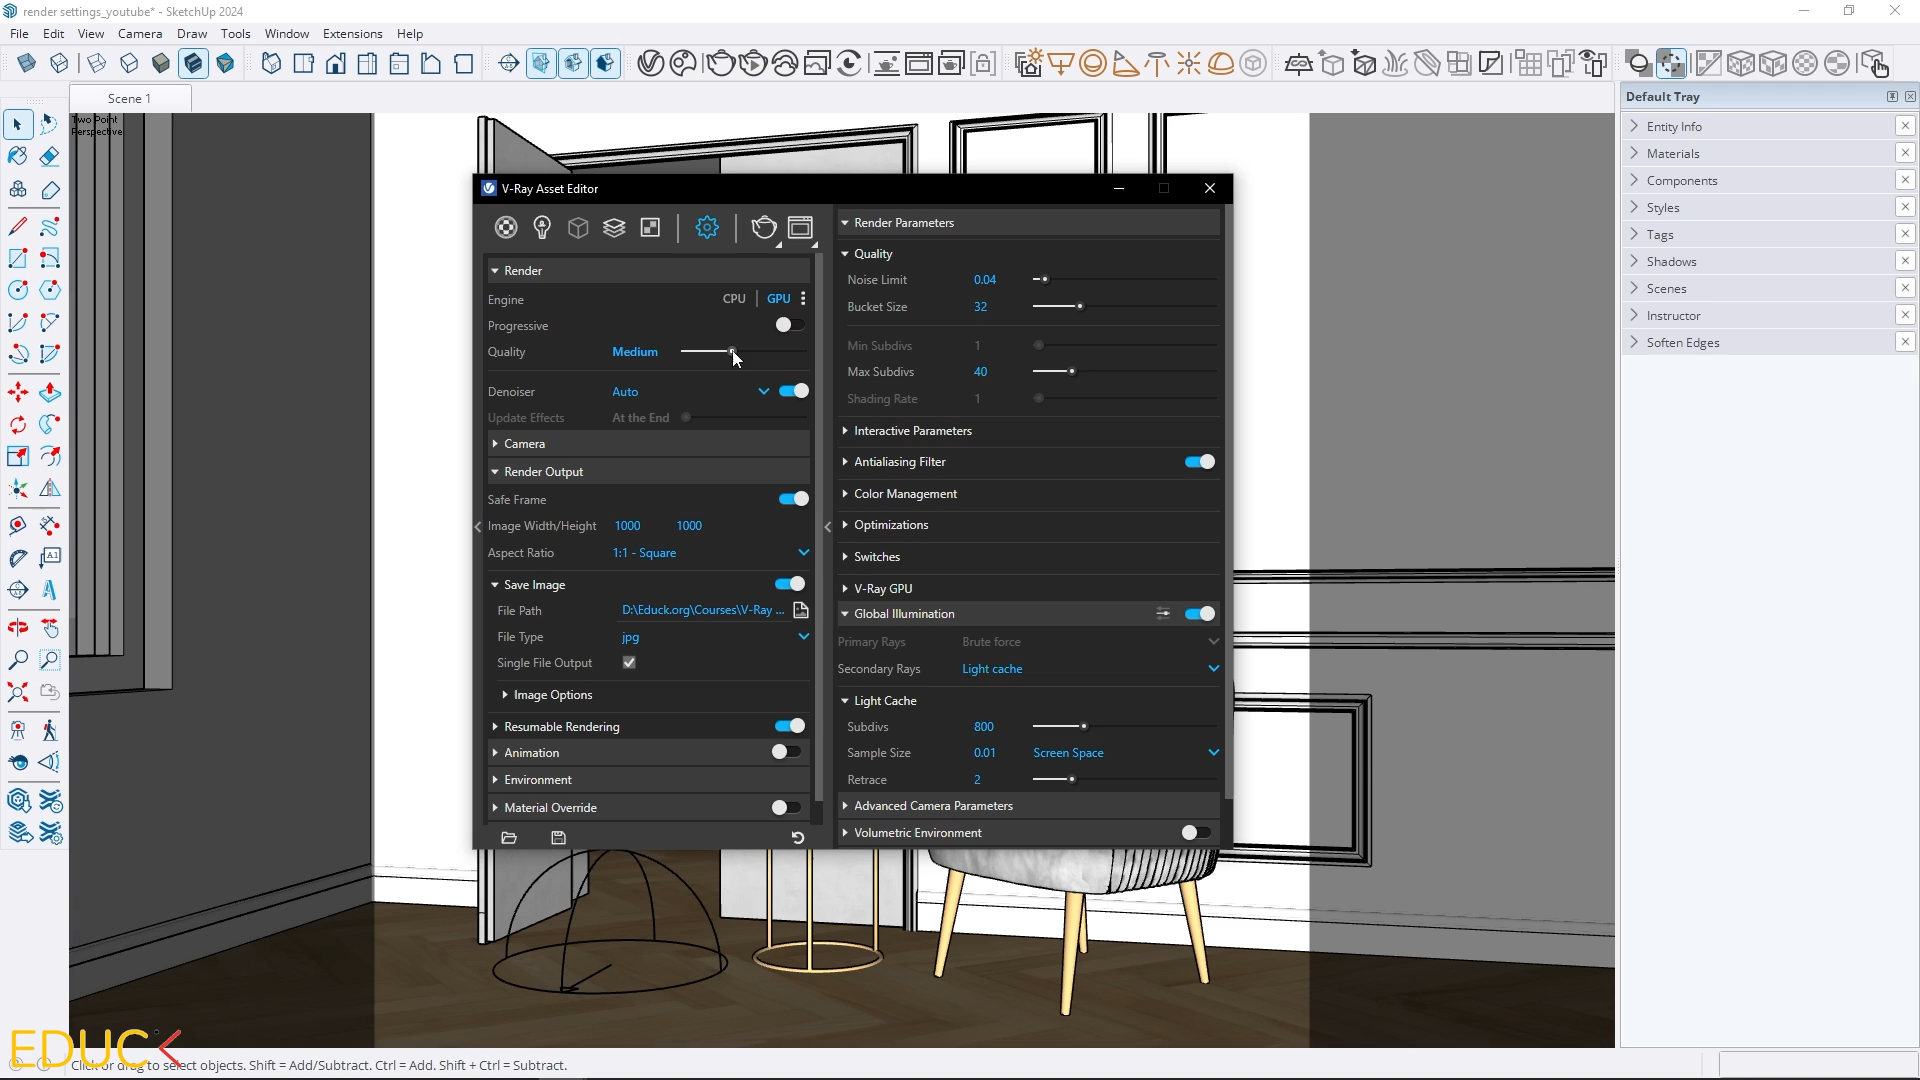 render settings_youtube* - SketchUp 2024
File Edit View Camera Draw Tools Window Extensions Help
Scene 1
Two Point
Perspective
V-Ray Asset Editor
Render
Engine CPU GPU
Progressive
Quality Medium
Denoiser Auto
Update Effects At the End
Camera
Render Output
Safe Frame
Image Width/Height 1000 1000
Aspect Ratio 1:1 - Square
Save Image
File Path D:\Educk.org\Courses\V-Ray ...
File Type jpg
Single File Output
Image Options
Resumable Rendering
Animation
Environment
Material Override
Render Parameters
Quality
Noise Limit 0.04
Bucket Size 32
Min Subdivs 1
Max Subdivs 40
Shading Rate 1
Interactive Parameters
Antialiasing Filter
Color Management
Optimizations
Switches
V-Ray GPU
Global Illumination
Primary Rays Brute force
Secondary Rays Light cache
Light Cache
Subdivs 800
Sample Size 0.01 Screen Space
Retrace 2
Advanced Camera Parameters
Volumetric Environment
Default Tray
Entity Info
Materials
Components
Styles
Tags
Shadows
Scenes
Instructor
Soften Edges
EDUCK
Click or drag to select objects. Shift = Add/Subtract. Ctrl = Add. Shift + Ctrl = Subtract.